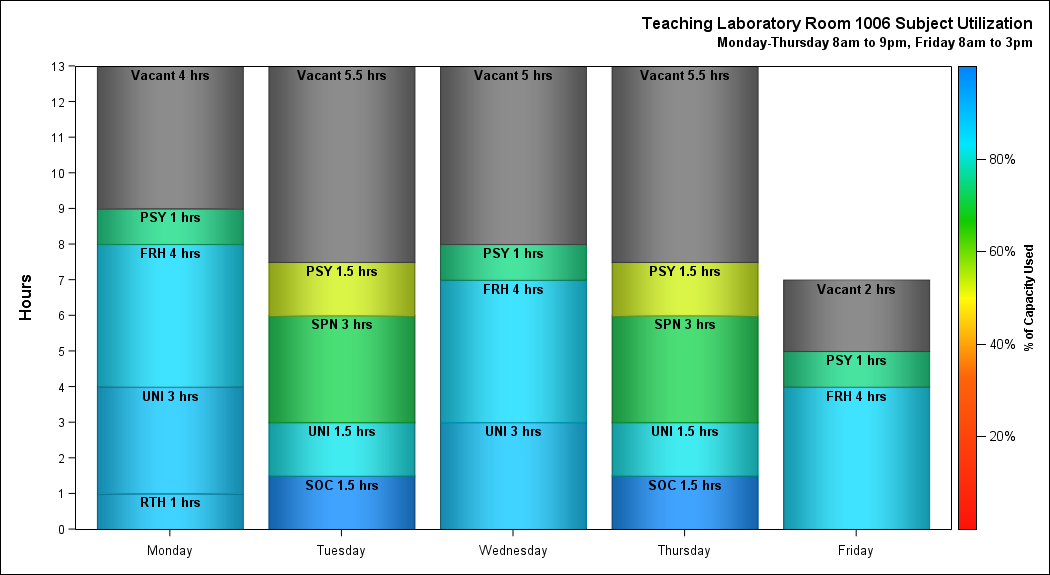 Teaching Laboratory Room 1006 Subject Utilization
Monday-Thursday 8am to 9pm, Friday 8am to 3pm
Hours
13
12
11
10
9
8
7
6
5
4
3
2
1
0
Vacant 4 hrs
PSY 1 hrs
FRH 4 hrs
UNI 3 hrs
RTH 1 hrs
Monday
Vacant 5.5 hrs
PSY 1.5 hrs
SPN 3 hrs
UNI 1.5 hrs
SOC 1.5 hrs
Tuesday
Vacant 5 hrs
PSY 1 hrs
FRH 4 hrs
UNI 3 hrs
Wednesday
Vacant 5.5 hrs
PSY 1.5 hrs
SPN 3 hrs
UNI 1.5 hrs
SOC 1.5 hrs
Thursday
Vacant 2 hrs
PSY 1 hrs
FRH 4 hrs
Friday
80%
60%
40%
20%
% of Capacity Used